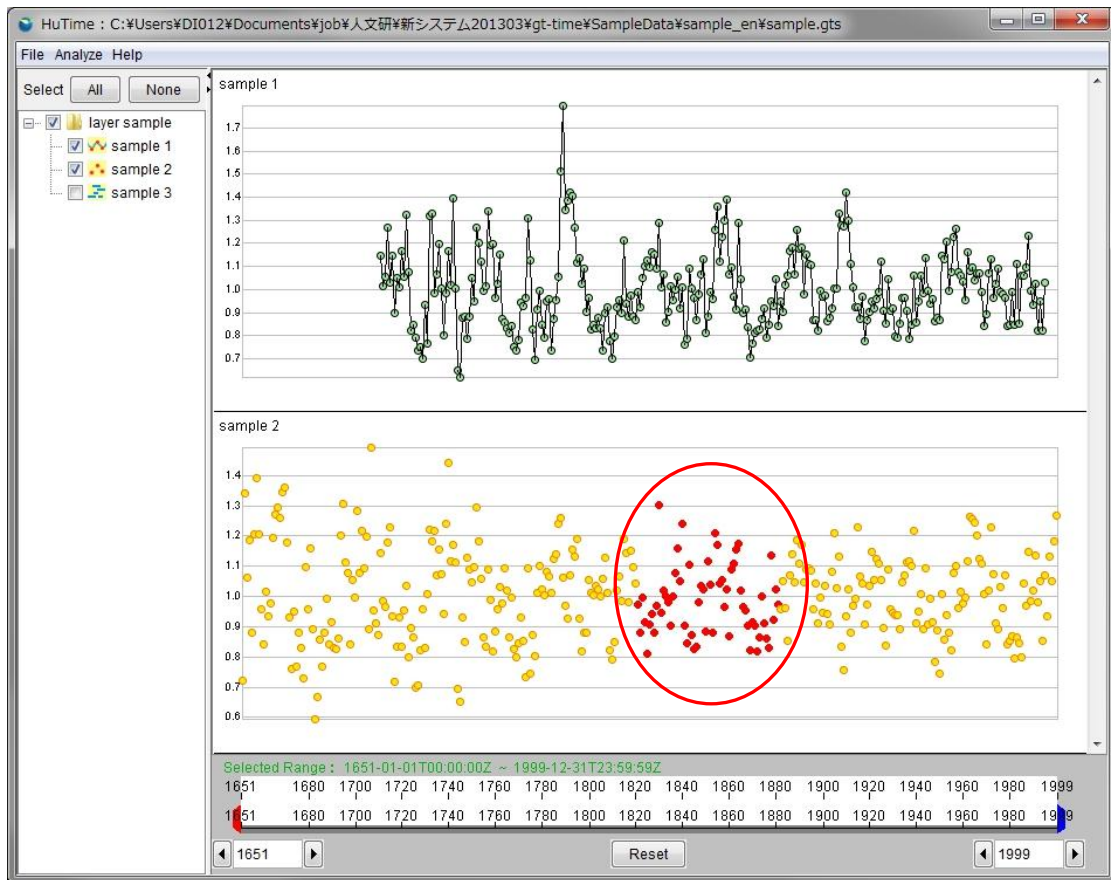 HuTime : C:¥Users¥DI012¥Documents¥job¥人文研¥新システム201303¥gt-time¥SampleData¥sample_en¥sample.gts
File Analyze Help
Select All None
layer sample
sample 1
sample 2
sample 3
sample 1
1.7
1.6
1.5
1.4
1.3
1.2
1.1
1.0
0.9
0.8
0.7
sample 2
1.4
1.3
1.2
1.1
1.0
0.9
0.8
0.7
0.6
Selected Range : 1651-01-01T00:00:00Z ~ 1999-12-31T23:59:59Z
1651 1680 1700 1720 1740 1760 1780 1800 1820 1840 1860 1880 1900 1920 1940 1960 1980 1999
1651 1680 1700 1720 1740 1760 1780 1800 1820 1840 1860 1880 1900 1920 1940 1960 1980 1999
1651 Reset 1999